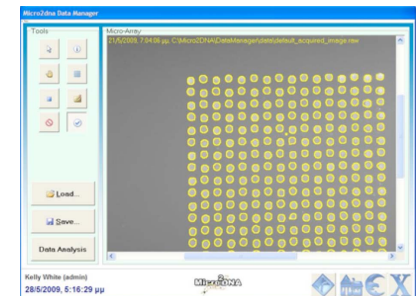 Micro2dna Data Manager
Tools
Micro-Array
21/5/2009, 7:04:06 μμ, C:\Micro2DNA\DataManager\data\default_acquired_image.raw
Load...
Save...
Data Analysis
Kelly White (admin)
28/5/2009, 5:16:29 μμ
Micro2DNA